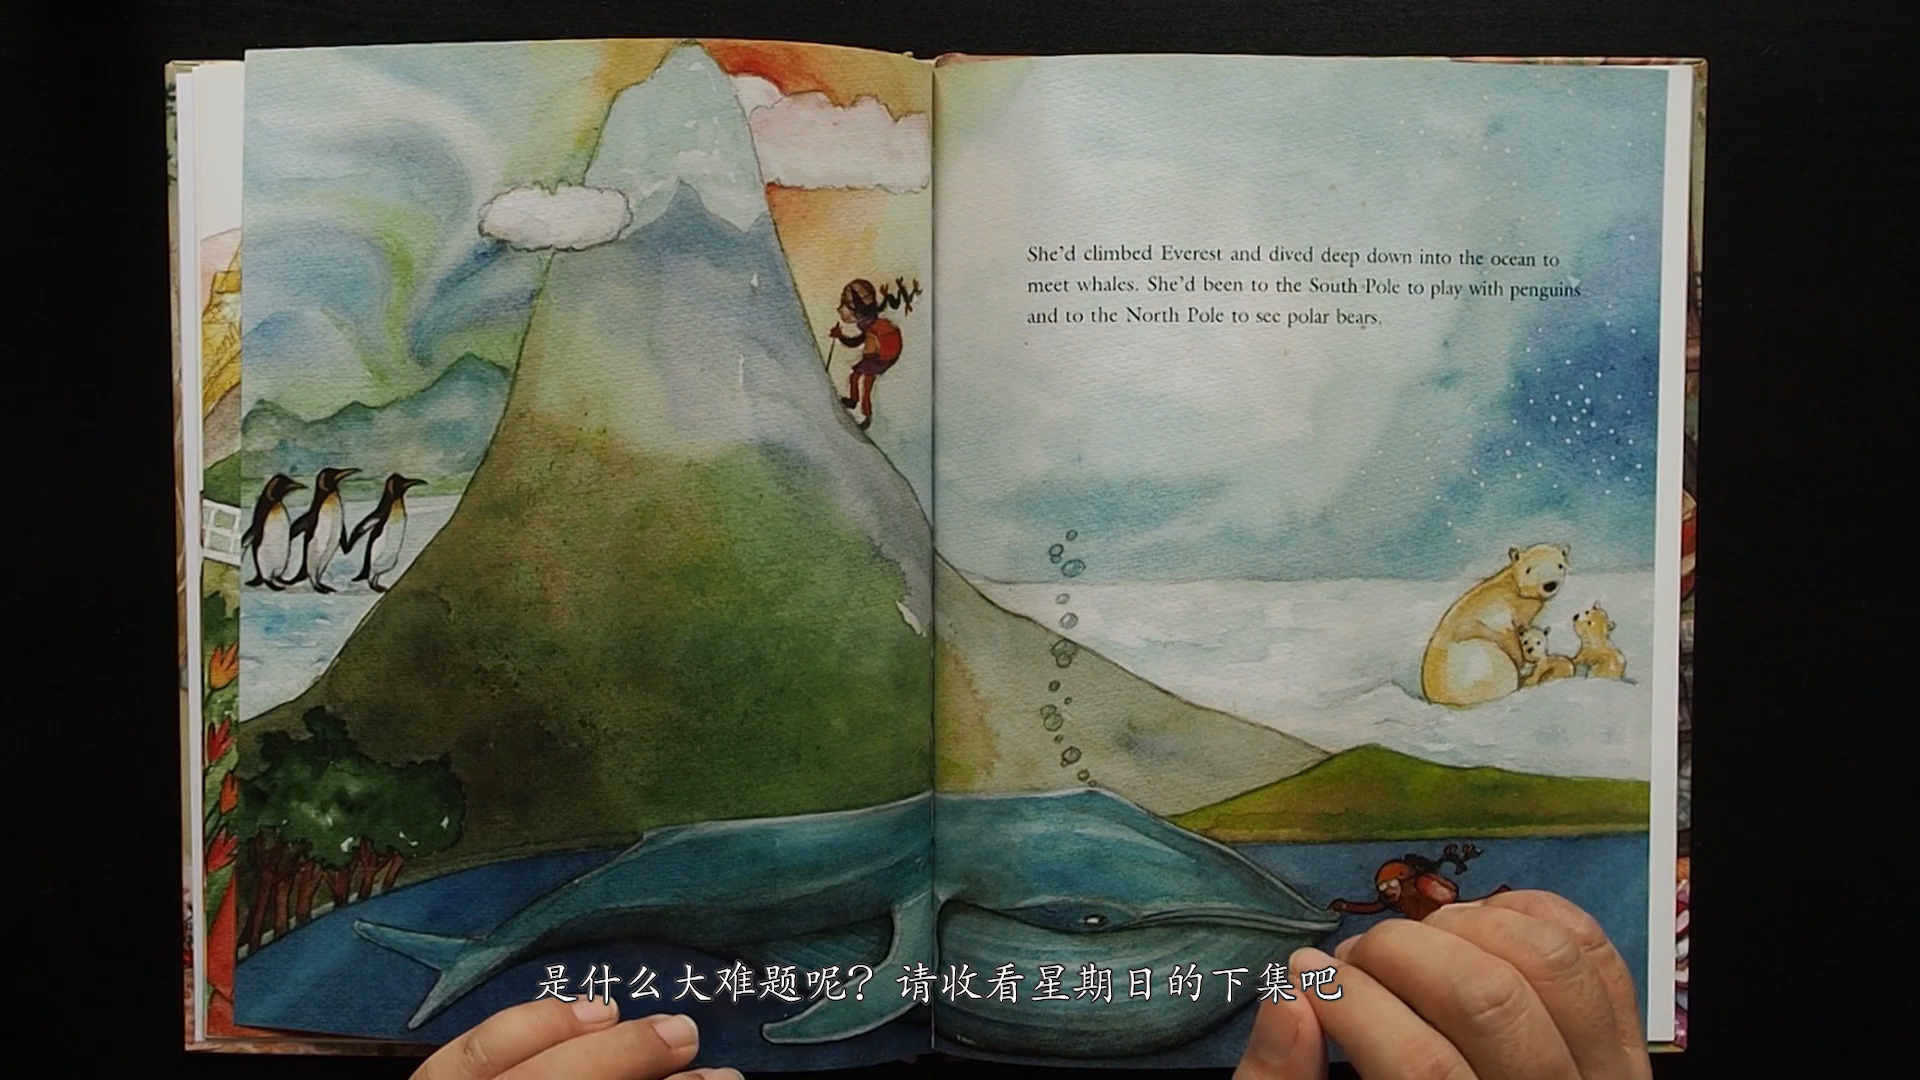 She'd climbed Everest and dived deep down into the ocean to
meet whales. She'd been to the South Pole to play with penguins
and to the North Pole to see polar bears.
是什么大难题呢？请收看星期日的下集吧